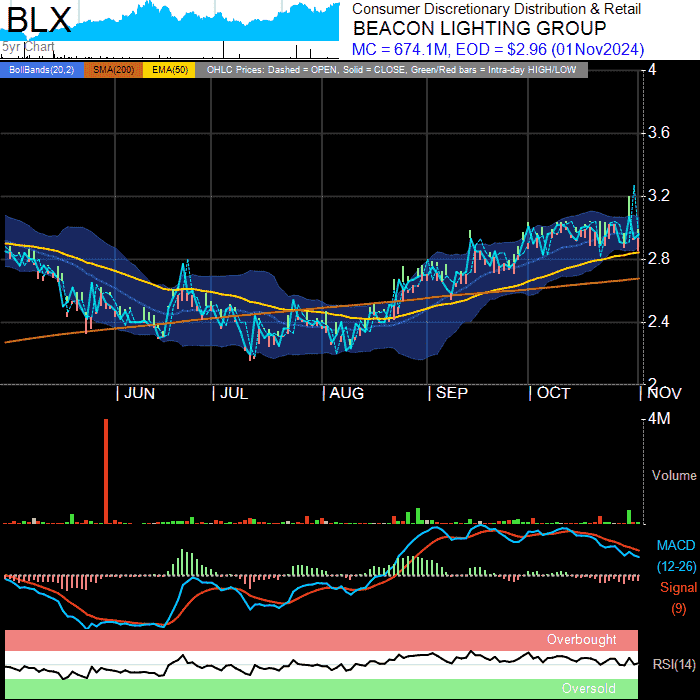 BLX
5yr Chart
Consumer Discretionary Distribution & Retail
BEACON LIGHTING GROUP
MC = 674.1M, EOD = $2.96 (01Nov2024)
BollBands(20,2) SMA(200) EMA(50) OHLC Prices: Dashed = OPEN, Solid = CLOSE, Green/Red bars = Intra-day HIGH/LOW
4
3.6
3.2
2.8
2.4
2
| JUN | JUL | AUG | SEP | OCT | NOV
4M
Volume
MACD
(12-26)
Signal
(9)
Overbought
RSI(14)
Oversold